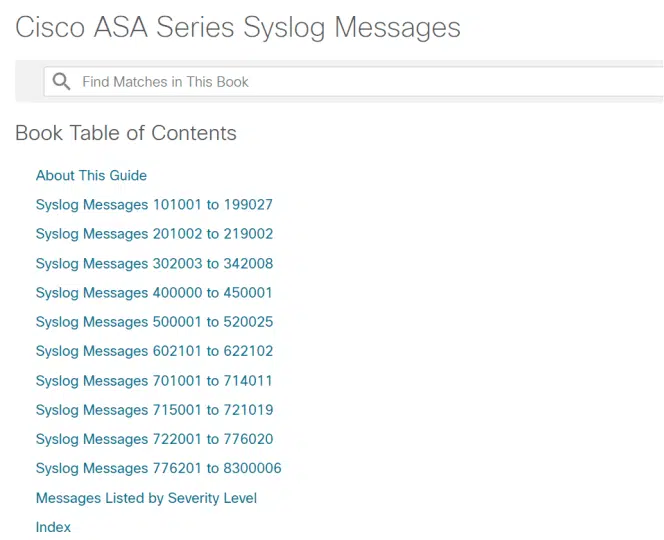 Cisco ASA Series Syslog Messages
Find Matches in This Book
Book Table of Contents
About This Guide
Syslog Messages 101001 to 199027
Syslog Messages 201002 to 219002
Syslog Messages 302003 to 342008
Syslog Messages 400000 to 450001
Syslog Messages 500001 to 520025
Syslog Messages 602101 to 622102
Syslog Messages 701001 to 714011
Syslog Messages 715001 to 721019
Syslog Messages 722001 to 776020
Syslog Messages 776201 to 8300006
Messages Listed by Severity Level
Index